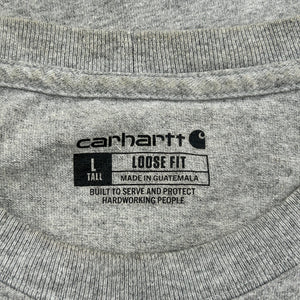 carhartt
L TALL LOOSE FIT
MADE IN GUATEMALA
BUILT TO SERVE AND PROTECT
HARDWORKING PEOPLE